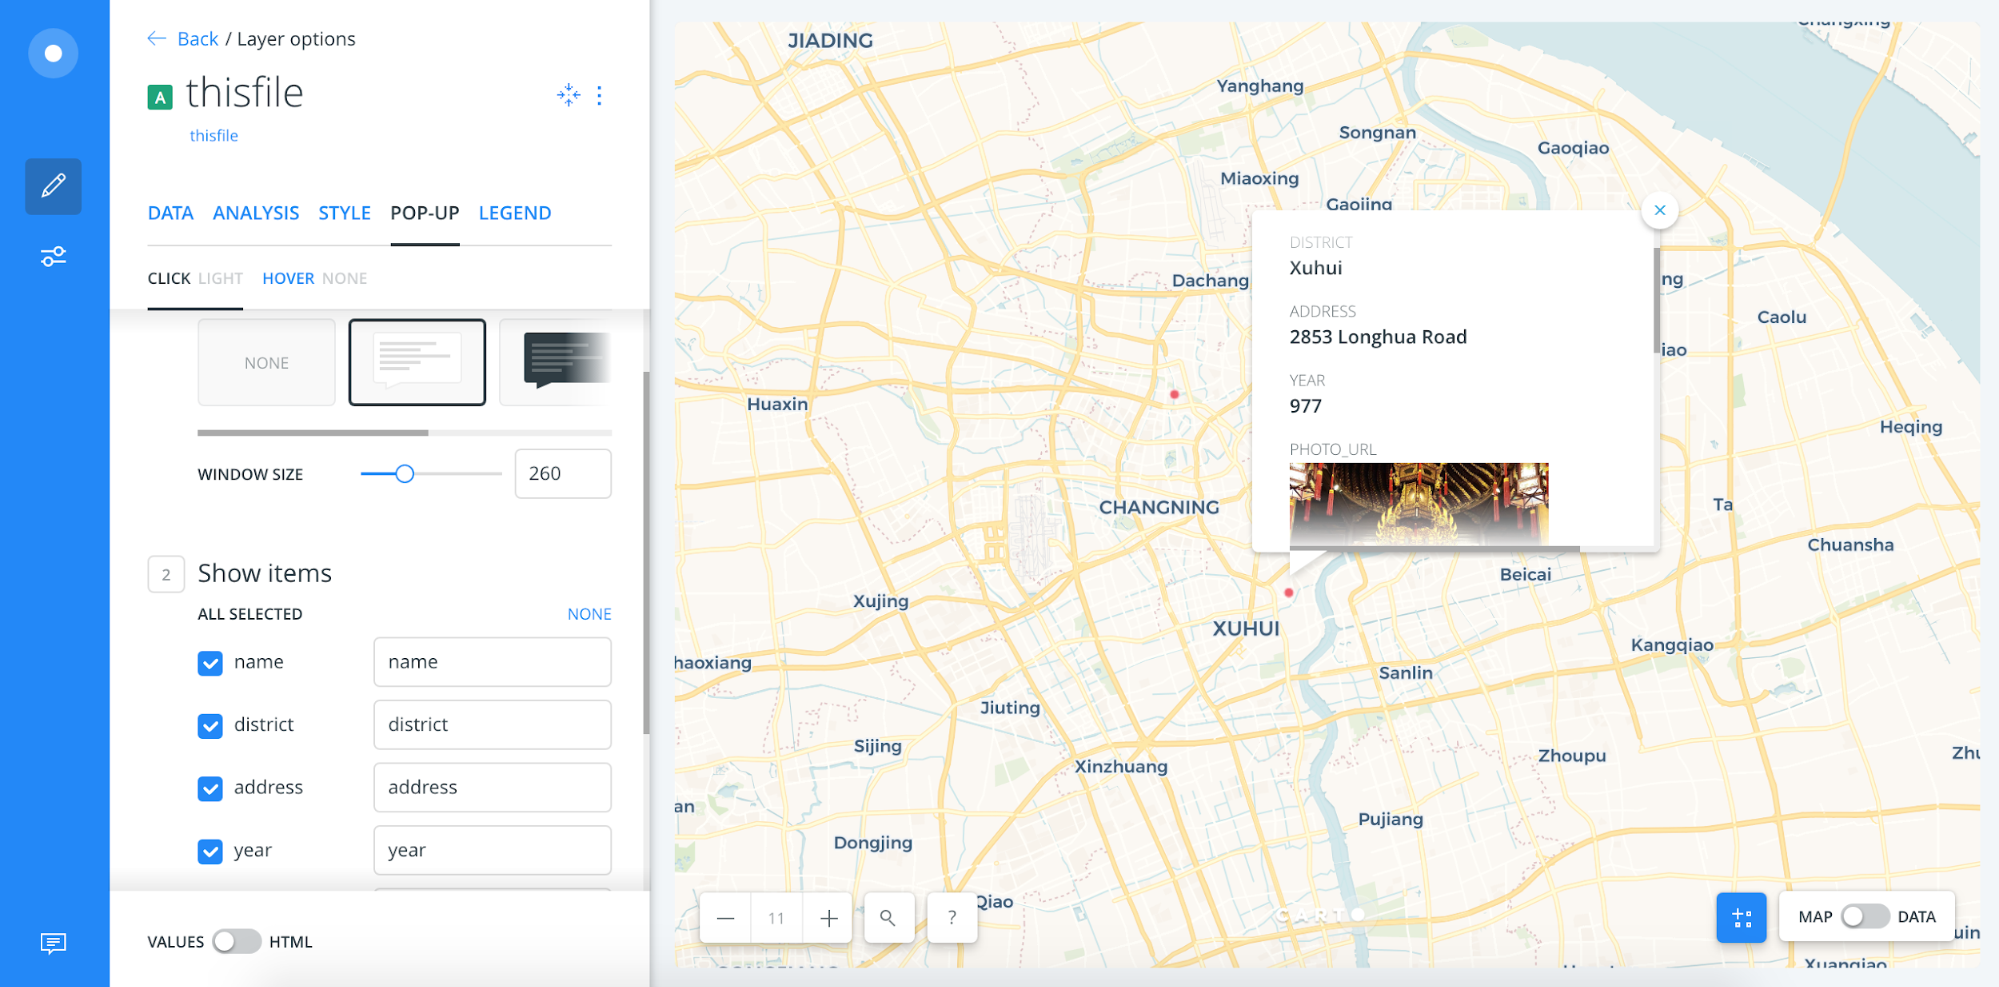 Back / Layer options
A thisfile
thisfile
DATA ANALYSIS STYLE POP-UP LEGEND
CLICK LIGHT HOVER NONE
NONE
WINDOW SIZE 260
2 Show items
ALL SELECTED NONE
name name
district district
address address
year year
VALUES HTML
JIADING
Yanghang
Songnan
Gaoqiao
Miaoxing
Gaojing
Dachang
DISTRICT
Xuhui
ADDRESS
2853 Longhua Road
YEAR
977
PHOTO_URL
ng
iao
Caolu
Huaxin
Heqing
CHANGNING
Ta
Chuansha
Beicai
Xujing
XUHUI
Kangqiao
haoxiang
Sanlin
Jiuting
Sijing
Zhoupu
Zhu
Xinzhuang
an
Pujiang
Dongjing
Qiao
11
?
CARTO
MAP DATA
uin
Xuanqiao